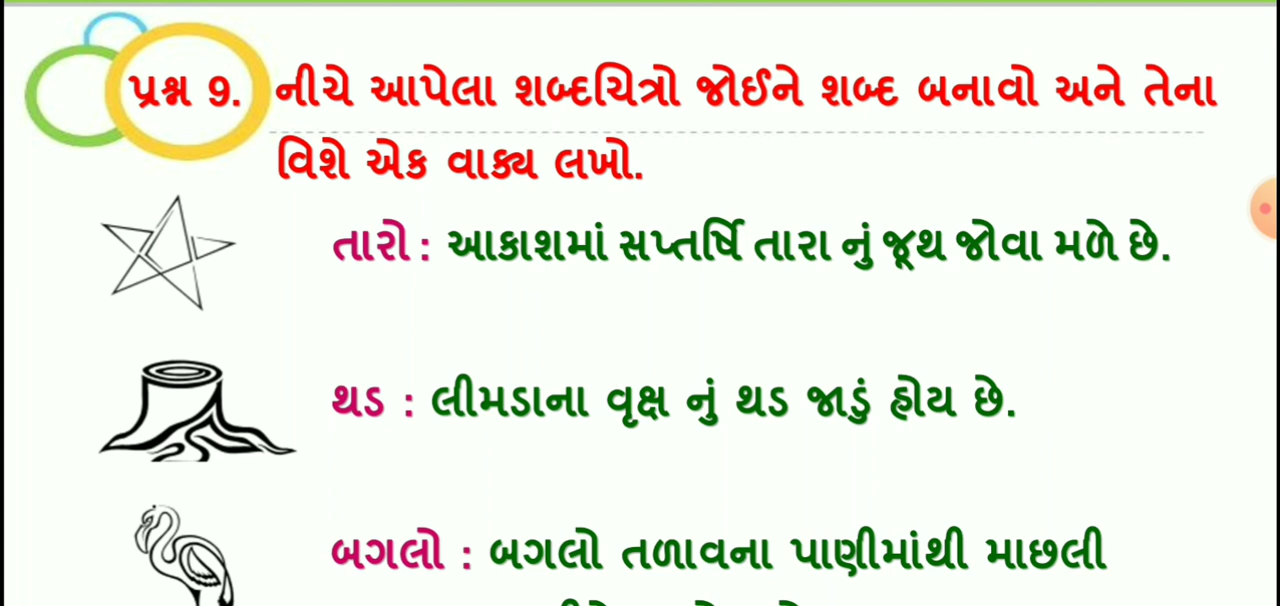 પ્રશ્ન 9. નીચે આપેલા શબ્દચિત્રો જોઈને શબ્દ બનાવો અને તેના
વિશે એક વાક્ય લખો.
તારો : આકાશમાં સપ્તર્ષિ તારા નું જૂથ જોવા મળે છે.
થડ : લીમડાના વૃક્ષ નું થડ જાડું હોય છે.
બગલો : બગલો તળાવના પાણીમાંથી માછલી